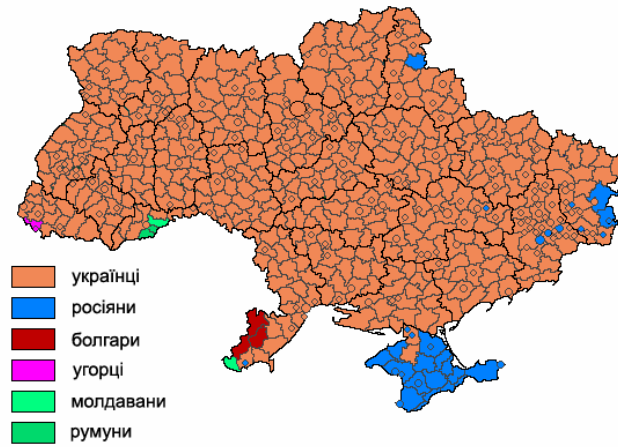 українці
росіяни
болгари
угорці
молдавани
румуни